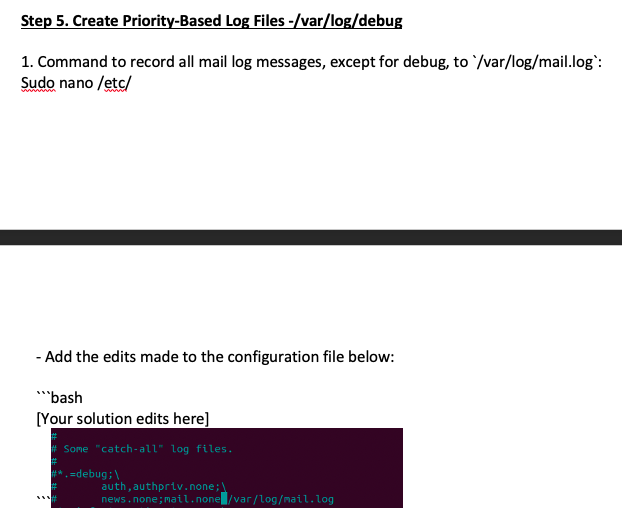 Step 5. Create Priority-Based Log Files -/var/log/debug
1. Command to record all mail log messages, except for debug, to `/var/log/mail.log`:
Sudo nano /etc/
- Add the edits made to the configuration file below:
```bash
[Your solution edits here]
#
# Some "catch-all" log files.
#
#*.=debug;\
#       auth,authpriv.none;\
```#       news.none;mail.none /var/log/mail.log